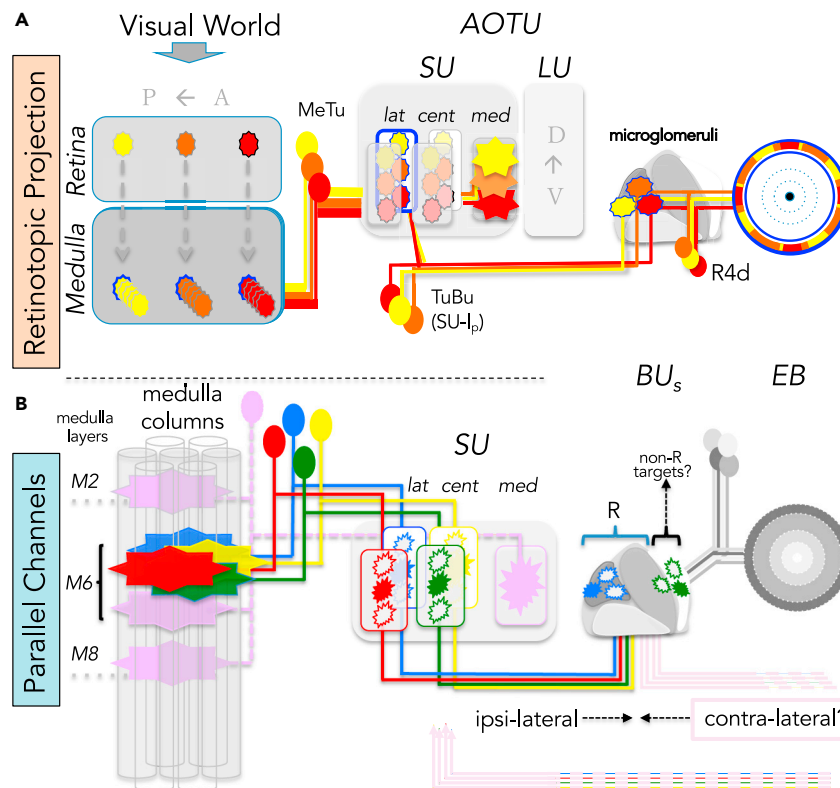 A
Visual World
AOTU
SU
LU
Retinotopic Projection
P ← A
MeTu
lat
cent
med
Retina
D
↑
V
microglomeruli
Medulla
TuBu
(SU-lₚ)
R4d
B
medulla
columns
medulla
layers
BUₛ
EB
Parallel Channels
SU
non-R
targets?
M2
lat
cent
med
R
M6
M8
ipsi-lateral
contra-lateral?